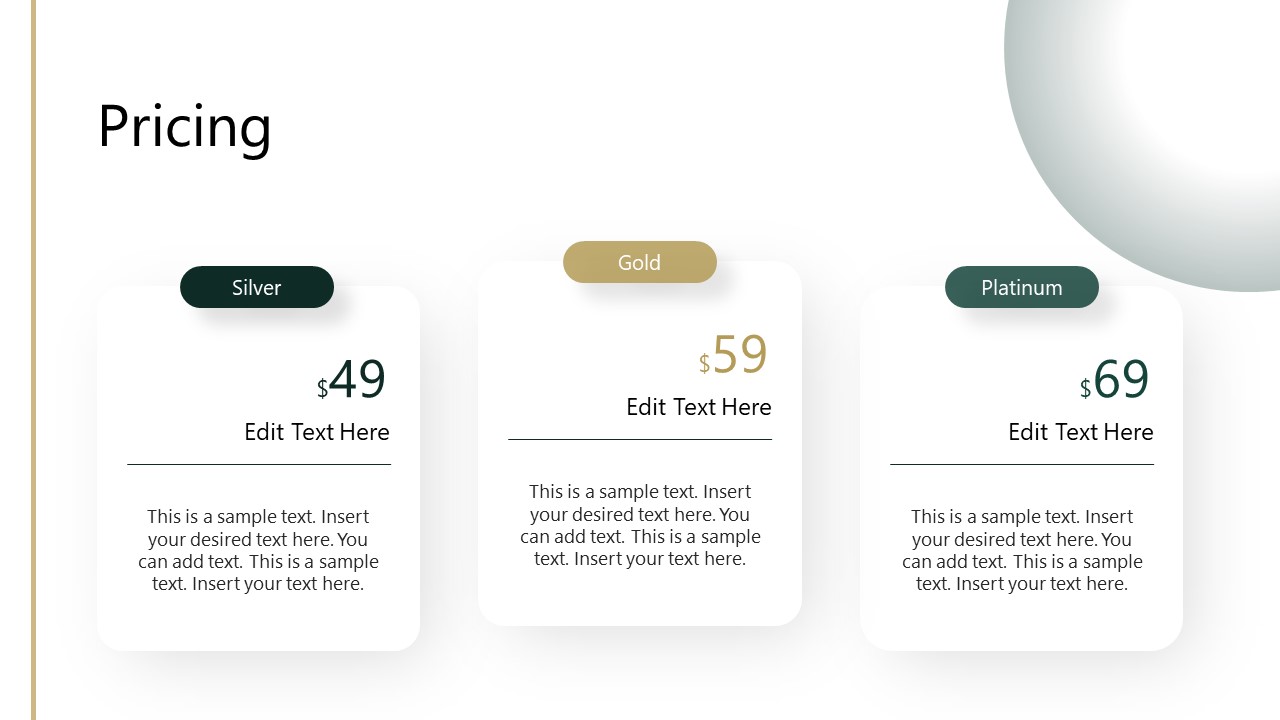 Pricing
Silver
$49
Edit Text Here
This is a sample text. Insert
your desired text here. You
can add text. This is a sample
text. Insert your text here.
Gold
$59
Edit Text Here
This is a sample text. Insert
your desired text here. You
can add text. This is a sample
text. Insert your text here.
Platinum
$69
Edit Text Here
This is a sample text. Insert
your desired text here. You
can add text. This is a sample
text. Insert your text here.